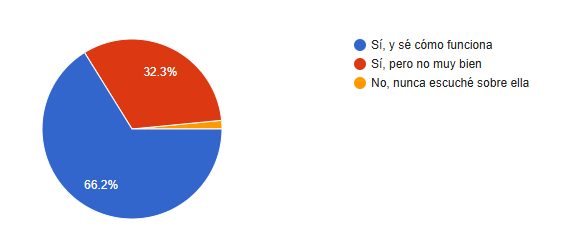 Sí, y sé cómo funciona
Sí, pero no muy bien
No, nunca escuché sobre ella
32.3%
66.2%